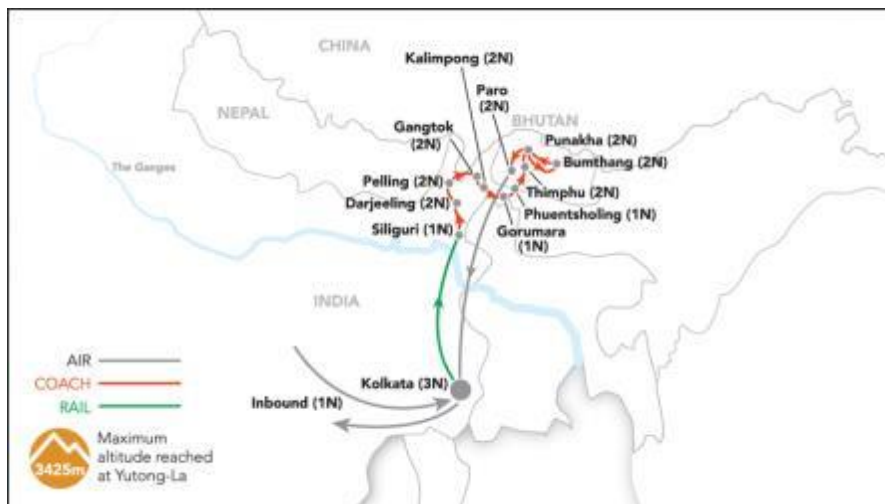 CHINA
Kalimpong (2N)
NEPAL
Paro
(2N)
BHUTAN
Gangtok
(2N)
Punakha (2N)
Bumthang (2N)
The Ganges
Pelling (2N)
Thimphu (2N)
Darjeeling (2N)
Phuentsholing (1N)
Siliguri (1N)
Gorumara
(1N)
INDIA
AIR
COACH
RAIL
Kolkata (3N)
Inbound (1N)
3425m
Maximum
altitude reached
at Yutong-La